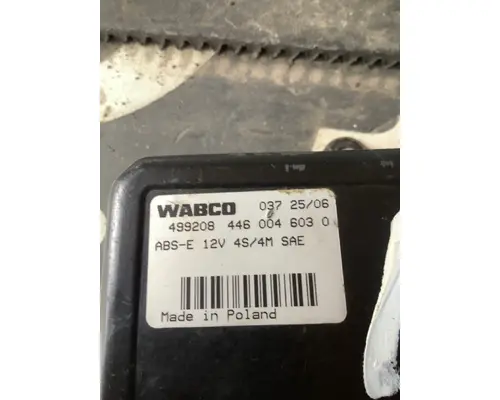 WABCO 037 25/06
499208 446 004 603 0
ABS-E 12V 4S/4M SAE
Made in Poland